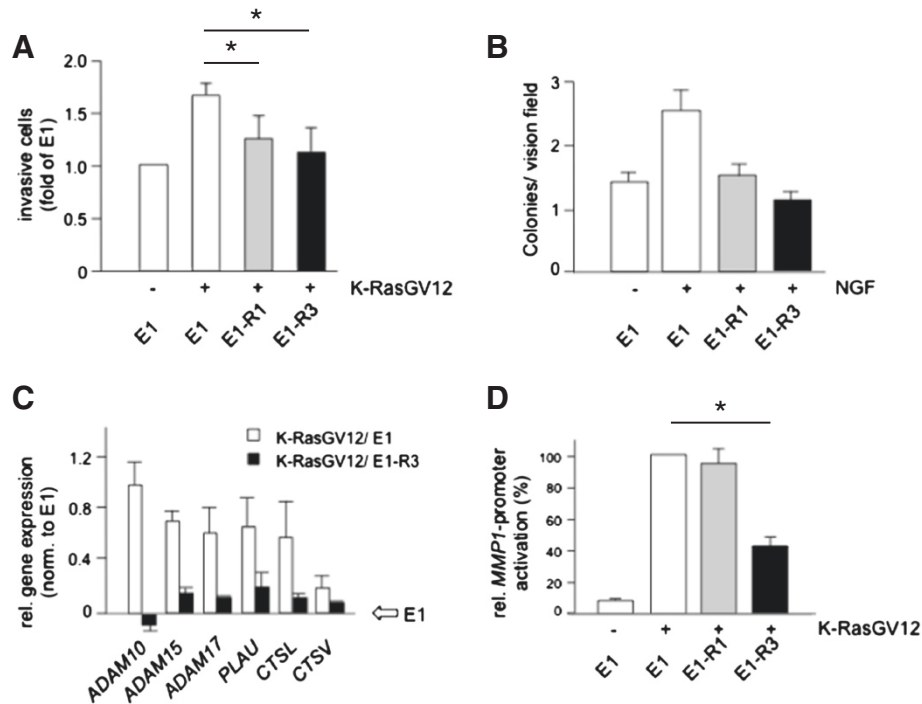 A
* 
*
invasive cells
(fold of E1)
2.0
1.5
1.0
0.5
0
- + + + K-RasGV12
E1 E1 E1-R1 E1-R3
B
Colonies/ vision field
3
2
1
0
- + + + NGF
E1 E1 E1-R1 E1-R3
C
rel. gene expression
(norm. to E1)
1.2
0.8
0.4
0
K-RasGV12/ E1
K-RasGV12/ E1-R3
E1
ADAM10 ADAM15 ADAM17 PLAU CTSL CTSV
D
*
rel. MMP1-promoter
activation (%)
100
80
60
40
20
0
- + + + K-RasGV12
E1 E1 E1-R1 E1-R3